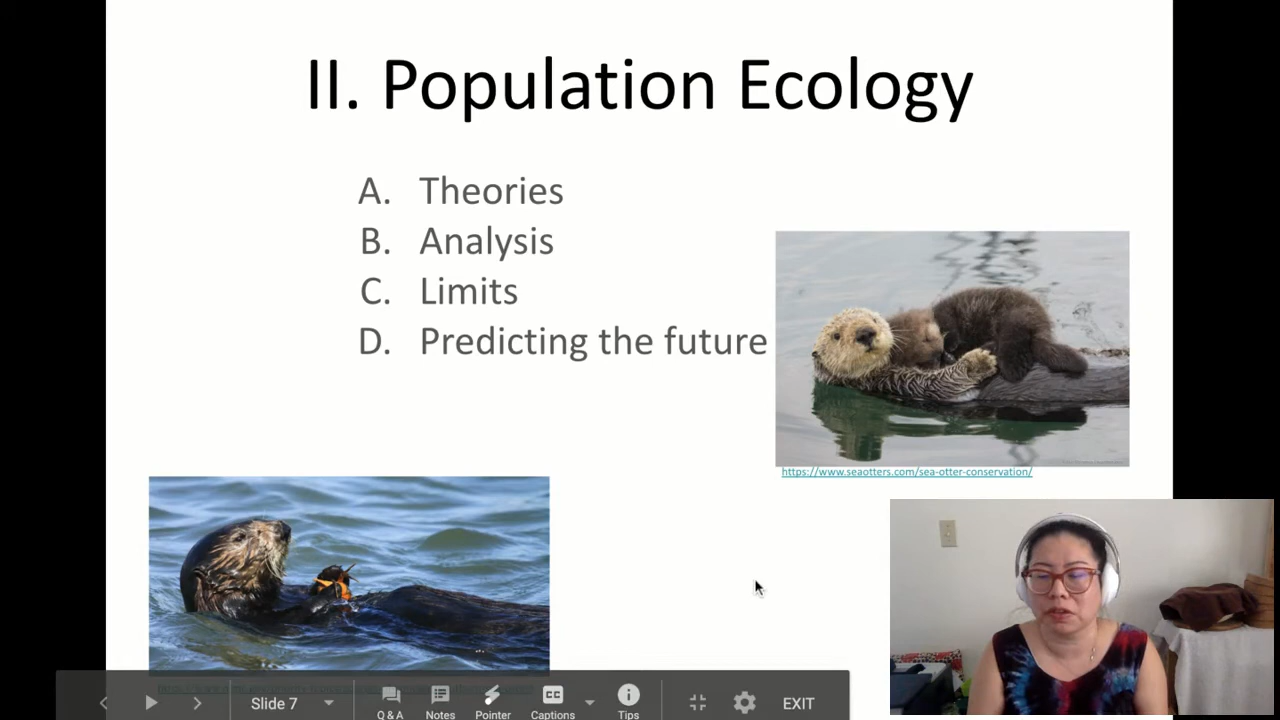 II. Population Ecology
A. Theories
B. Analysis
C. Limits
D. Predicting the future
https://www.seaotters.com/sea-otter-conservation/
Slide 7
Q & A
Notes
Pointer
CC
Captions
Tips
EXIT